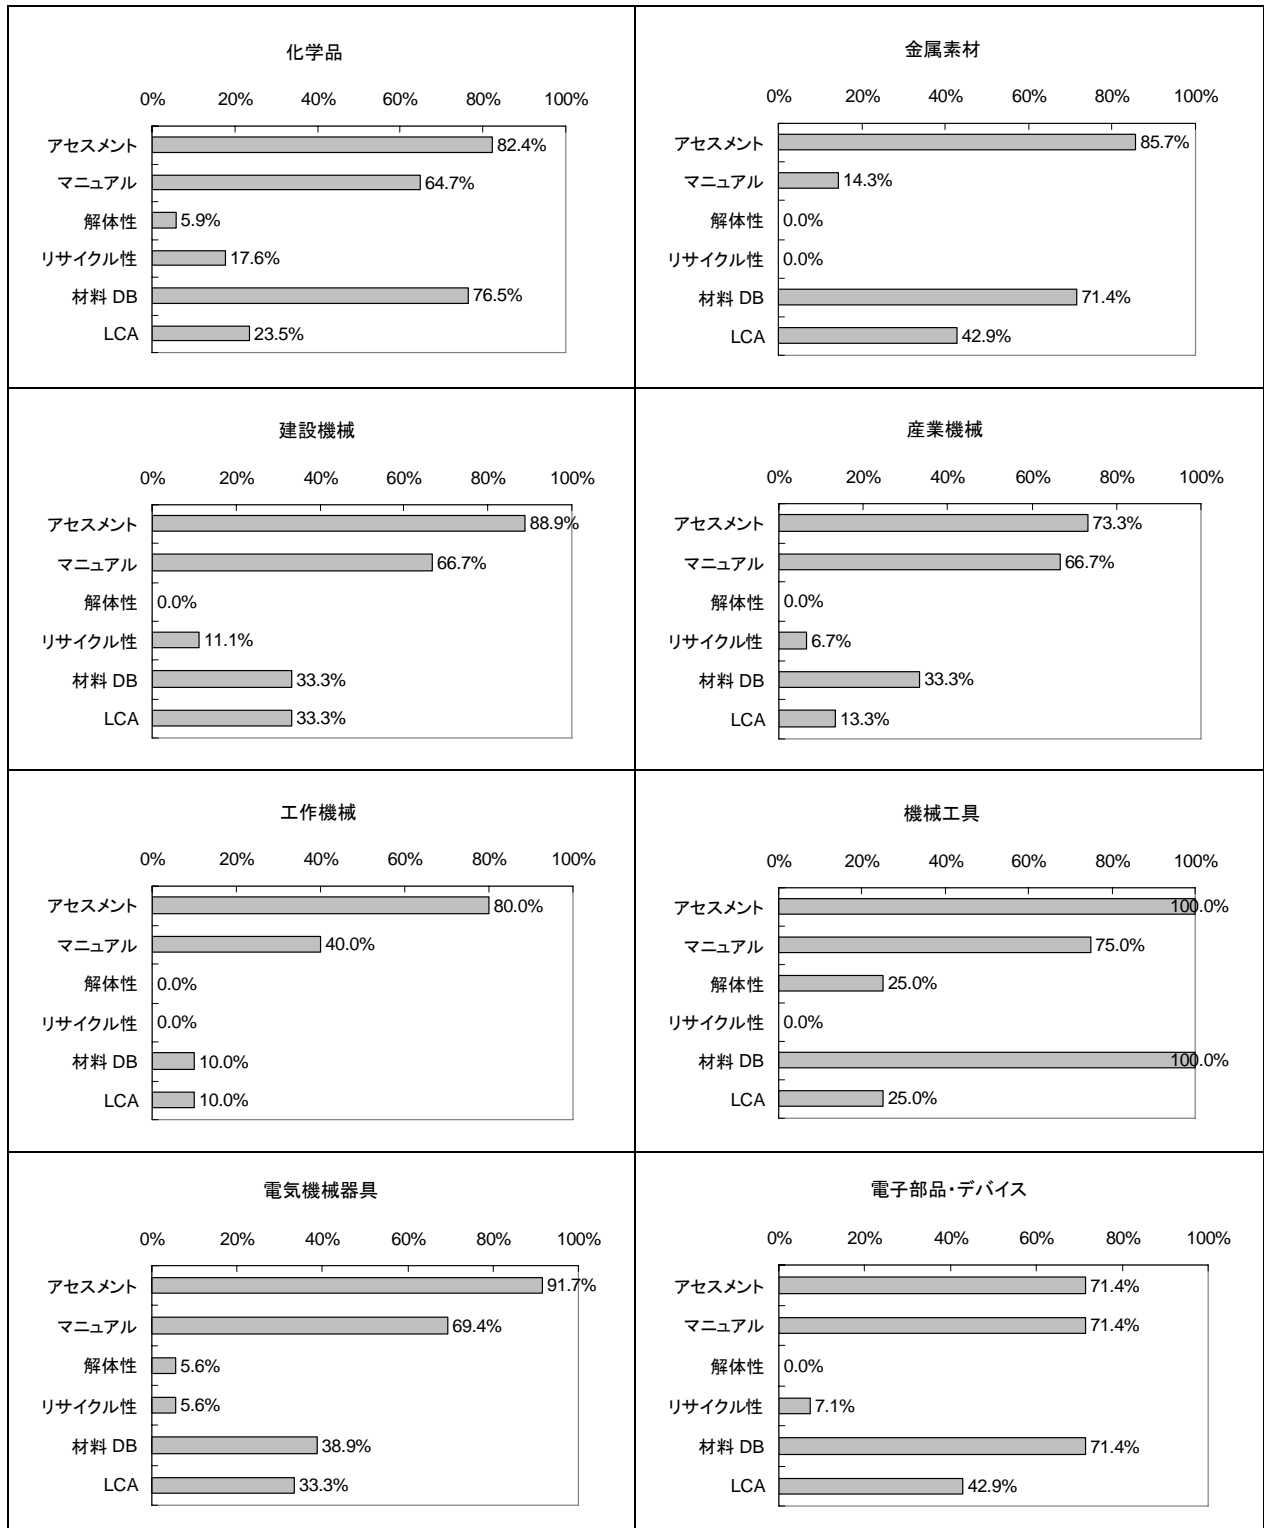 化学品
0% 20% 40% 60% 80% 100%
アセスメント 82.4%
マニュアル 64.7%
解体性 5.9%
リサイクル性 17.6%
材料 DB 76.5%
LCA 23.5%
金属素材
0% 20% 40% 60% 80% 100%
アセスメント 85.7%
マニュアル 14.3%
解体性 0.0%
リサイクル性 0.0%
材料 DB 71.4%
LCA 42.9%
建設機械
0% 20% 40% 60% 80% 100%
アセスメント 88.9%
マニュアル 66.7%
解体性 0.0%
リサイクル性 11.1%
材料 DB 33.3%
LCA 33.3%
産業機械
0% 20% 40% 60% 80% 100%
アセスメント 73.3%
マニュアル 66.7%
解体性 0.0%
リサイクル性 6.7%
材料 DB 33.3%
LCA 13.3%
工作機械
0% 20% 40% 60% 80% 100%
アセスメント 80.0%
マニュアル 40.0%
解体性 0.0%
リサイクル性 0.0%
材料 DB 10.0%
LCA 10.0%
機械工具
0% 20% 40% 60% 80% 100%
アセスメント 100.0%
マニュアル 75.0%
解体性 25.0%
リサイクル性 0.0%
材料 DB 100.0%
LCA 25.0%
電気機械器具
0% 20% 40% 60% 80% 100%
アセスメント 91.7%
マニュアル 69.4%
解体性 5.6%
リサイクル性 5.6%
材料 DB 38.9%
LCA 33.3%
電子部品・デバイス
0% 20% 40% 60% 80% 100%
アセスメント 71.4%
マニュアル 71.4%
解体性 0.0%
リサイクル性 7.1%
材料 DB 71.4%
LCA 42.9%